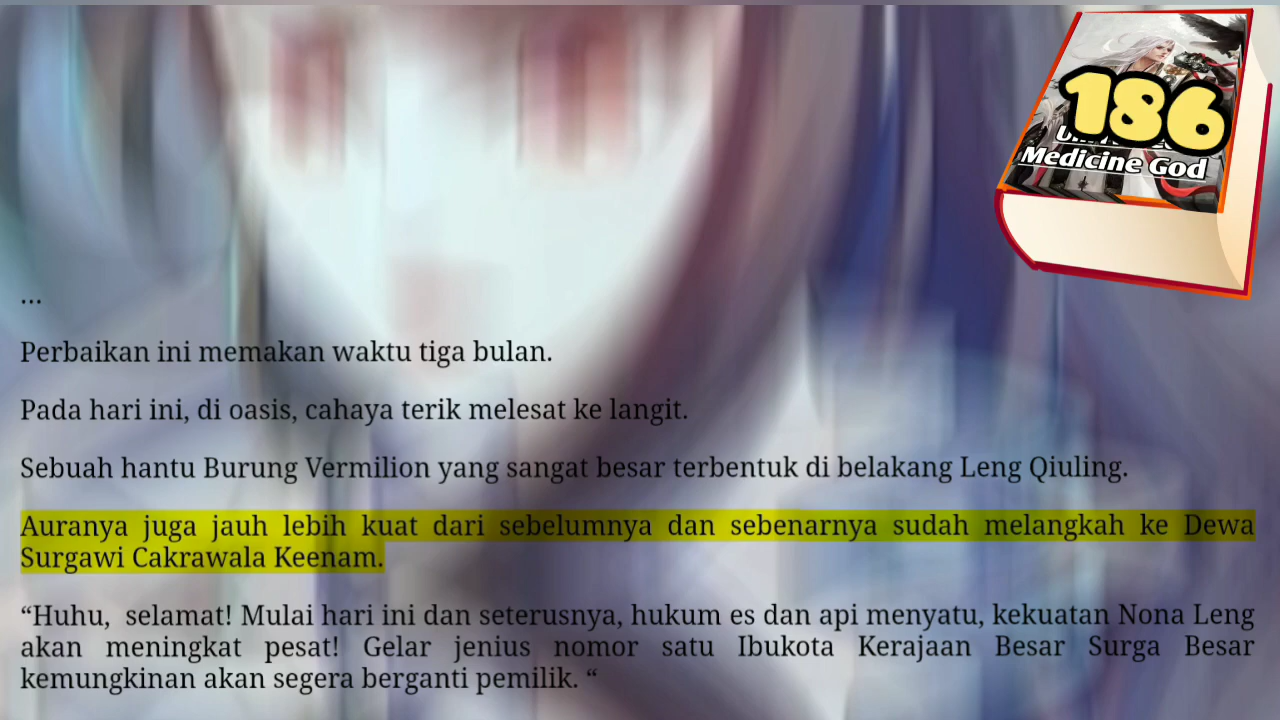 186
Medicine God
...
Perbaikan ini memakan waktu tiga bulan.
Pada hari ini, di oasis, cahaya terik melesat ke langit.
Sebuah hantu Burung Vermilion yang sangat besar terbentuk di belakang Leng Qiuling.
Auranya juga jauh lebih kuat dari sebelumnya dan sebenarnya sudah melangkah ke Dewa
Surgawi Cakrawala Keenam.
“Huhu, selamat! Mulai hari ini dan seterusnya, hukum es dan api menyatu, kekuatan Nona Leng
akan meningkat pesat! Gelar jenius nomor satu Ibukota Kerajaan Besar Surga Besar
kemungkinan akan segera berganti pemilik. “